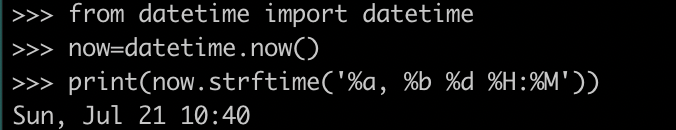 >>> from datetime import datetime
>>> now=datetime.now()
>>> print(now.strftime('%a, %b %d %H:%M'))
Sun, Jul 21 10:40